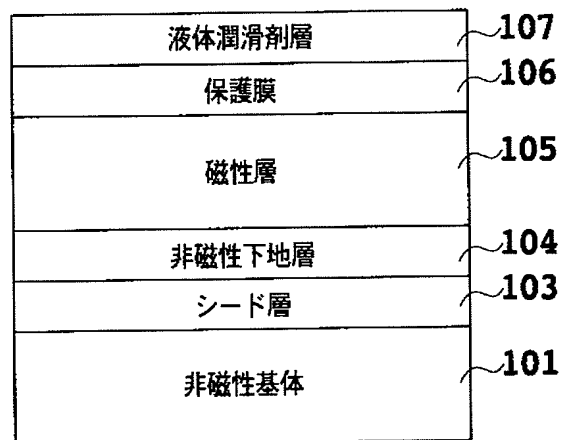 液体潤滑剤層 107
保護膜 106
磁性層 105
非磁性下地層 104
シード層 103
非磁性基体 101